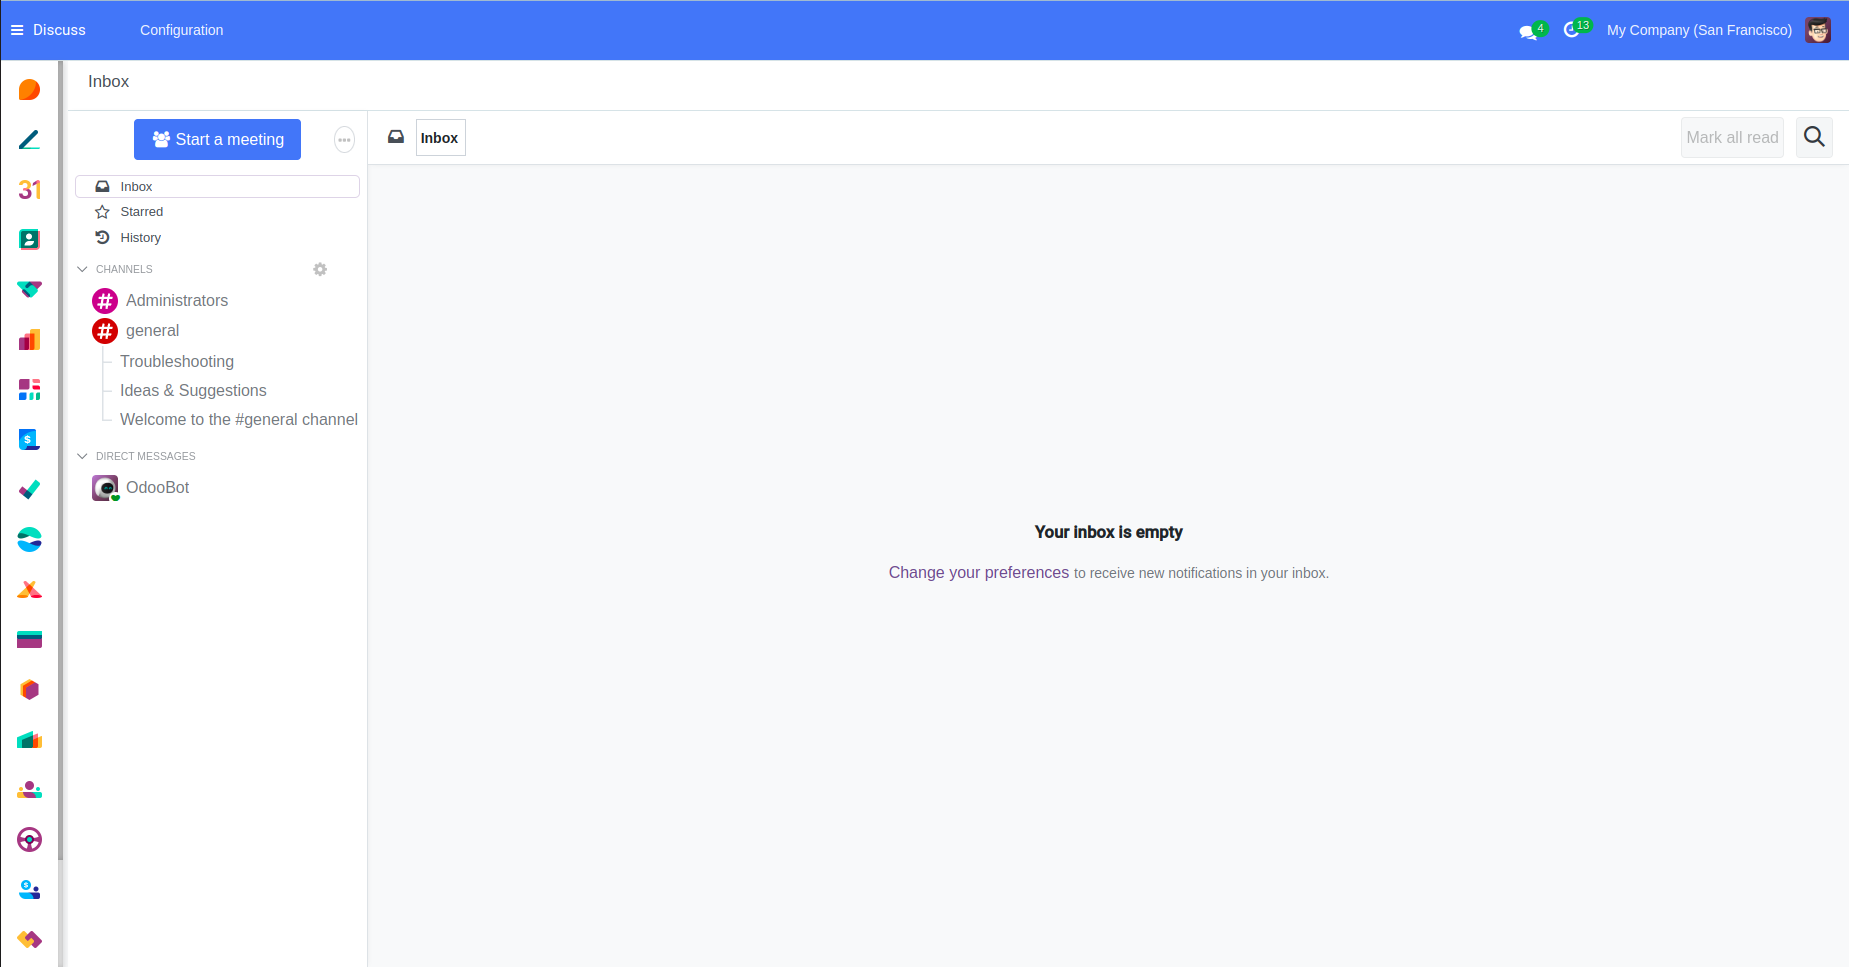 Discuss Configuration 4 13 My Company (San Francisco)
Inbox
Start a meeting
Inbox Mark all read
Inbox
Starred
History
CHANNELS
Administrators
general
Troubleshooting
Ideas & Suggestions
Welcome to the #general channel
DIRECT MESSAGES
OdooBot
Your inbox is empty
Change your preferences to receive new notifications in your inbox.
31
$
$